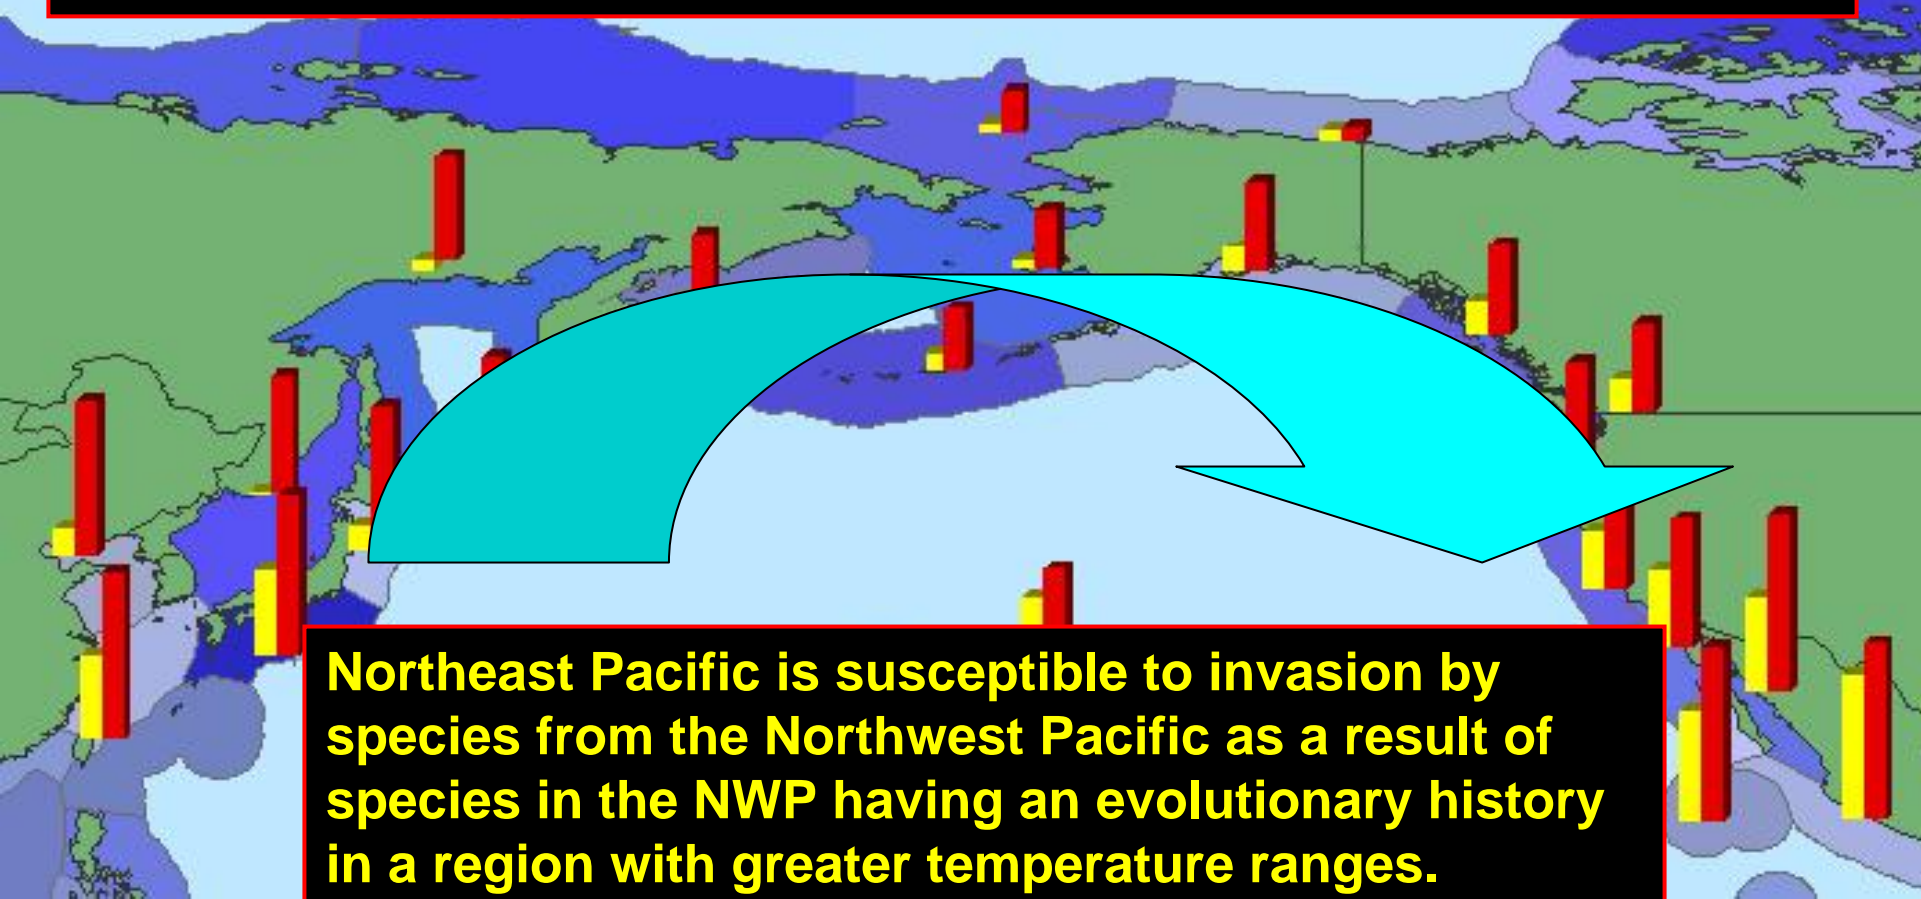 Northeast Pacific is susceptible to invasion by
species from the Northwest Pacific as a result of
species in the NWP having an evolutionary history
in a region with greater temperature ranges.